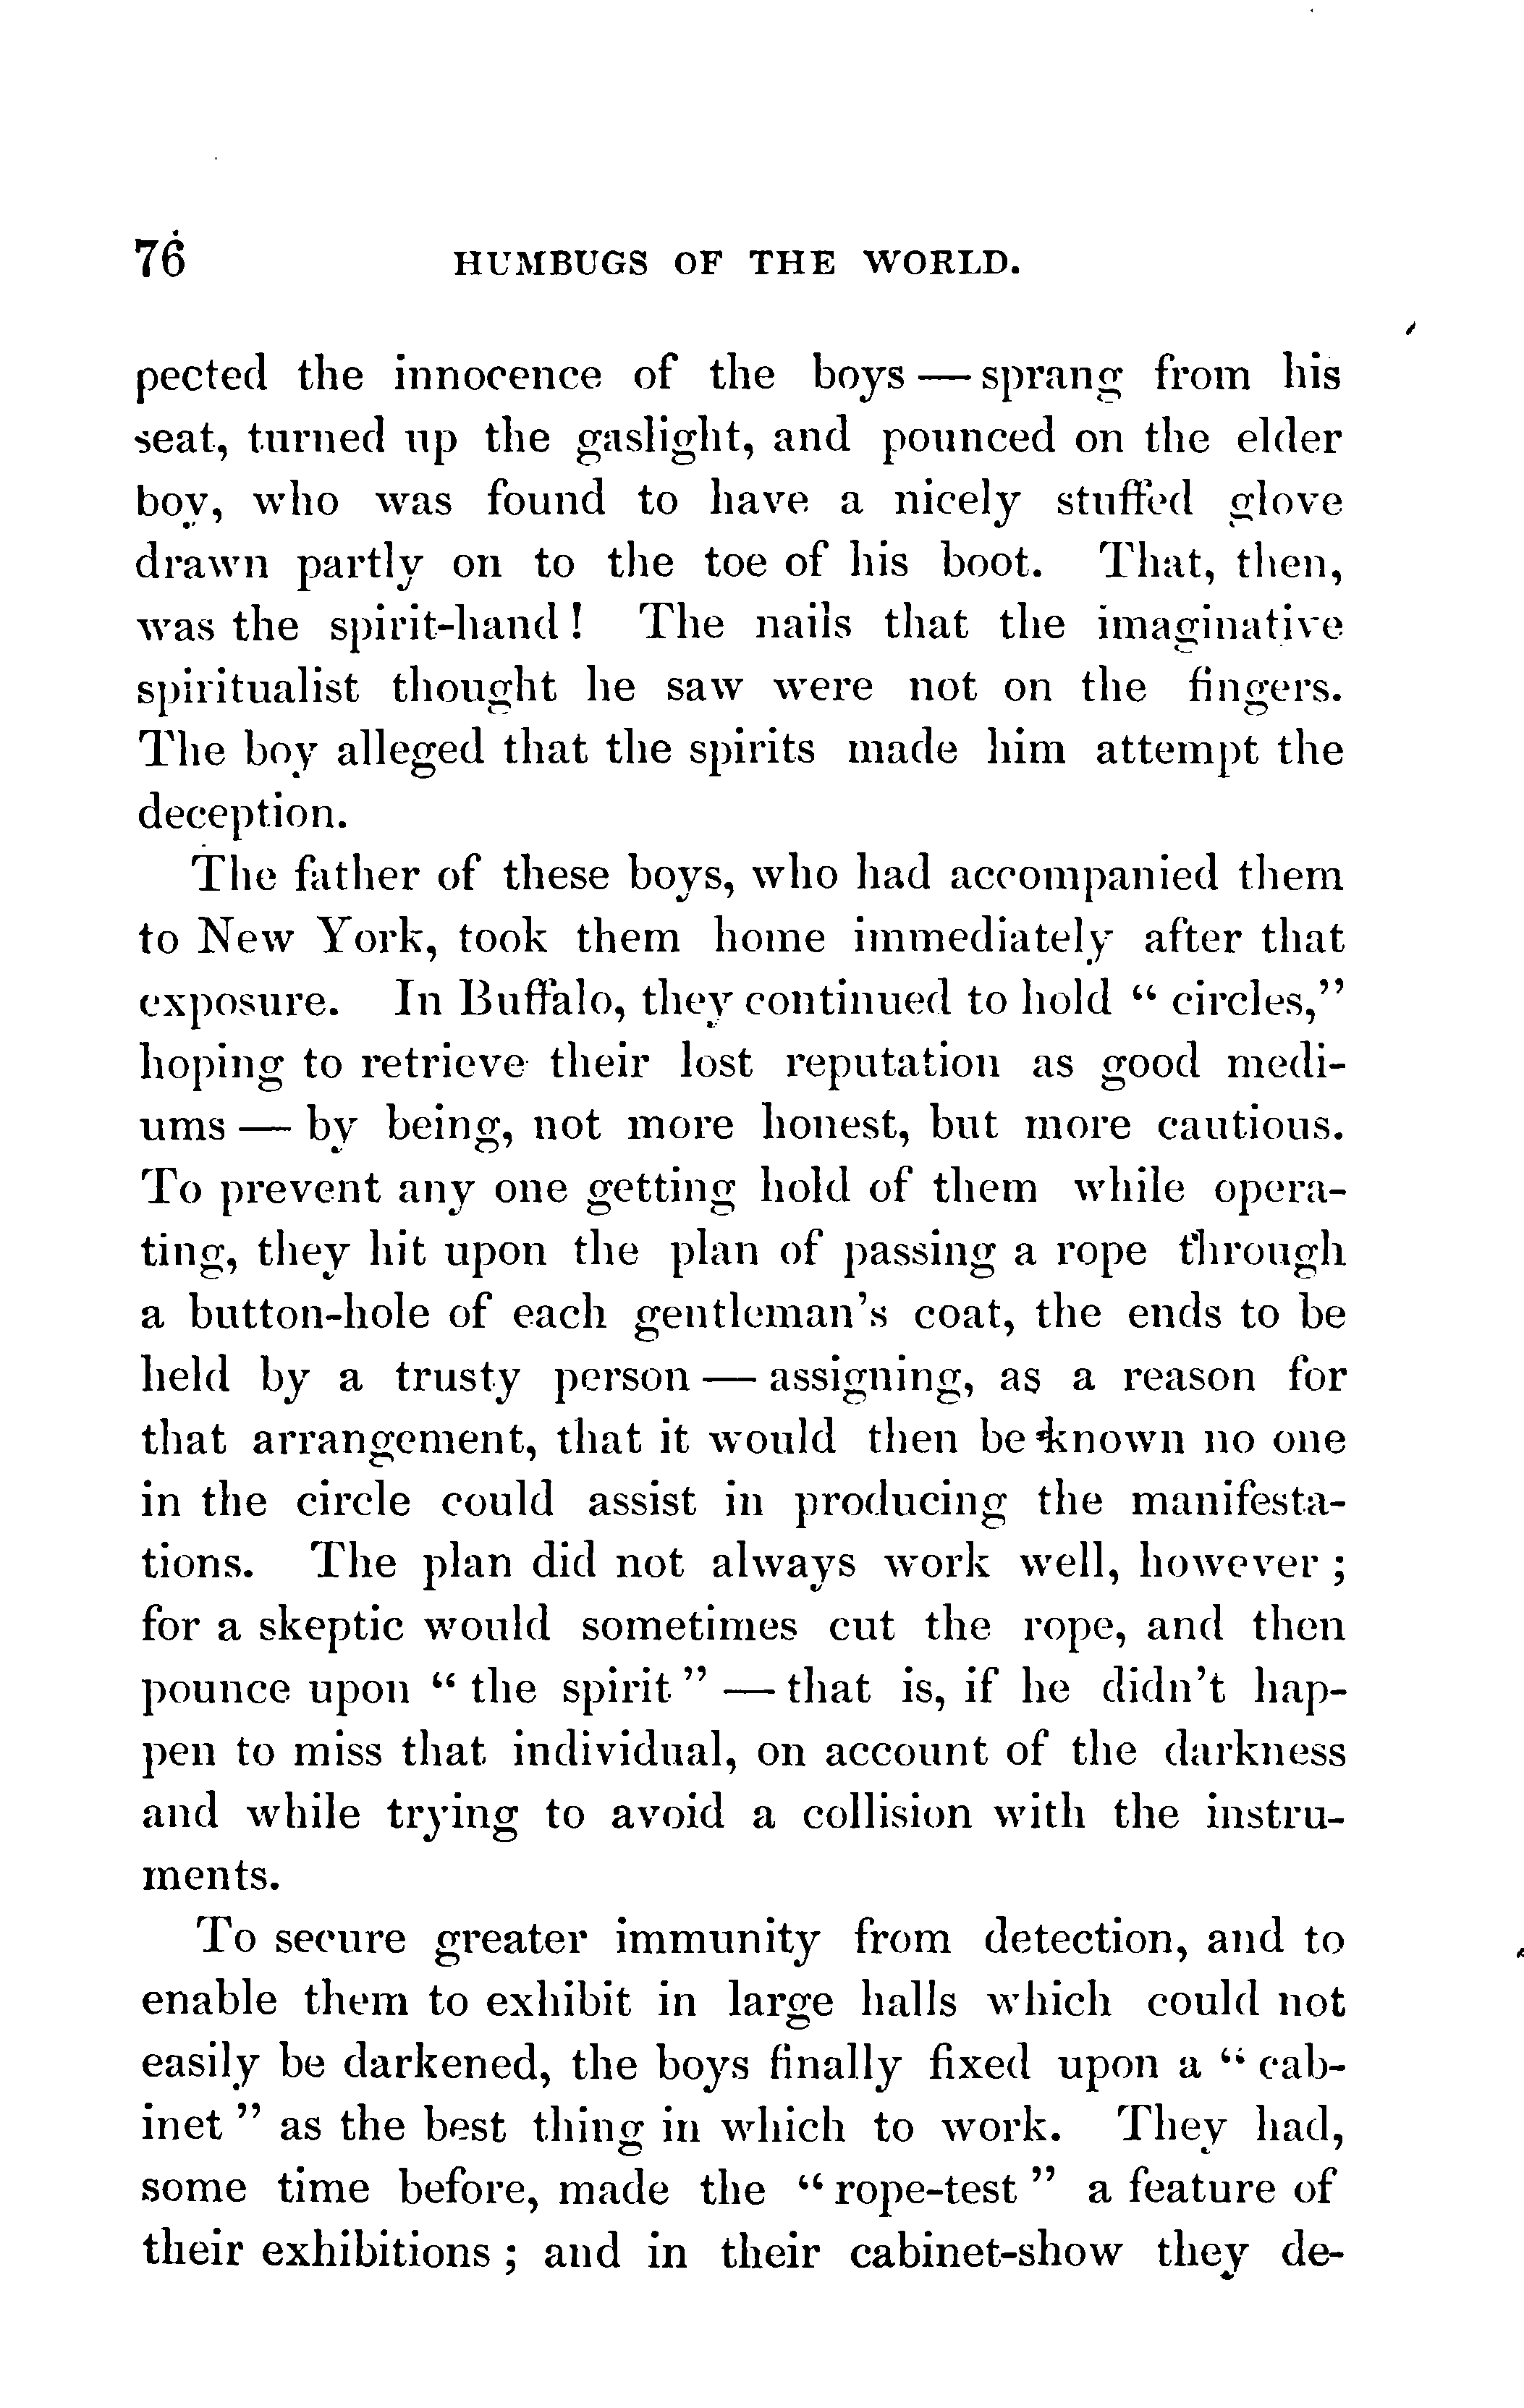 76 HUMBUGS OF THE WORLD.
pected the innocence of the boys — sprang from his
seat, turned up the gaslight, and pounced on the elder
boy, who was found to have a nicely stuffed glove
drawn partly on to the toe of his boot. That, then,
was the spirit-hand! The nails that the imaginative
spiritualist thought he saw were not on the fingers.
The boy alleged that the spirits made him attempt the
deception.
The father of these boys, who had accompanied them
to New York, took them home immediately after that
exposure. In Buffalo, they continued to hold “ circles,”
hoping to retrieve their lost reputation as good medi-
ums — by being, not more honest, but more cautious.
To prevent any one getting hold of them while opera-
ting, they hit upon the plan of passing a rope through
a button-hole of each gentleman's coat, the ends to be
held by a trusty person — assigning, as a reason for
that arrangement, that it would then be known no one
in the circle could assist in producing the manifesta-
tions. The plan did not always work well, however ;
for a skeptic would sometimes cut the rope, and then
pounce upon “ the spirit ” — that is, if he didn't hap-
pen to miss that individual, on account of the darkness
and while trying to avoid a collision with the instru-
ments.
To secure greater immunity from detection, and to
enable them to exhibit in large halls which could not
easily be darkened, the boys finally fixed upon a “ cab-
inet ” as the best thing in which to work. They had,
some time before, made the “ rope-test ” a feature of
their exhibitions ; and in their cabinet-show they de-